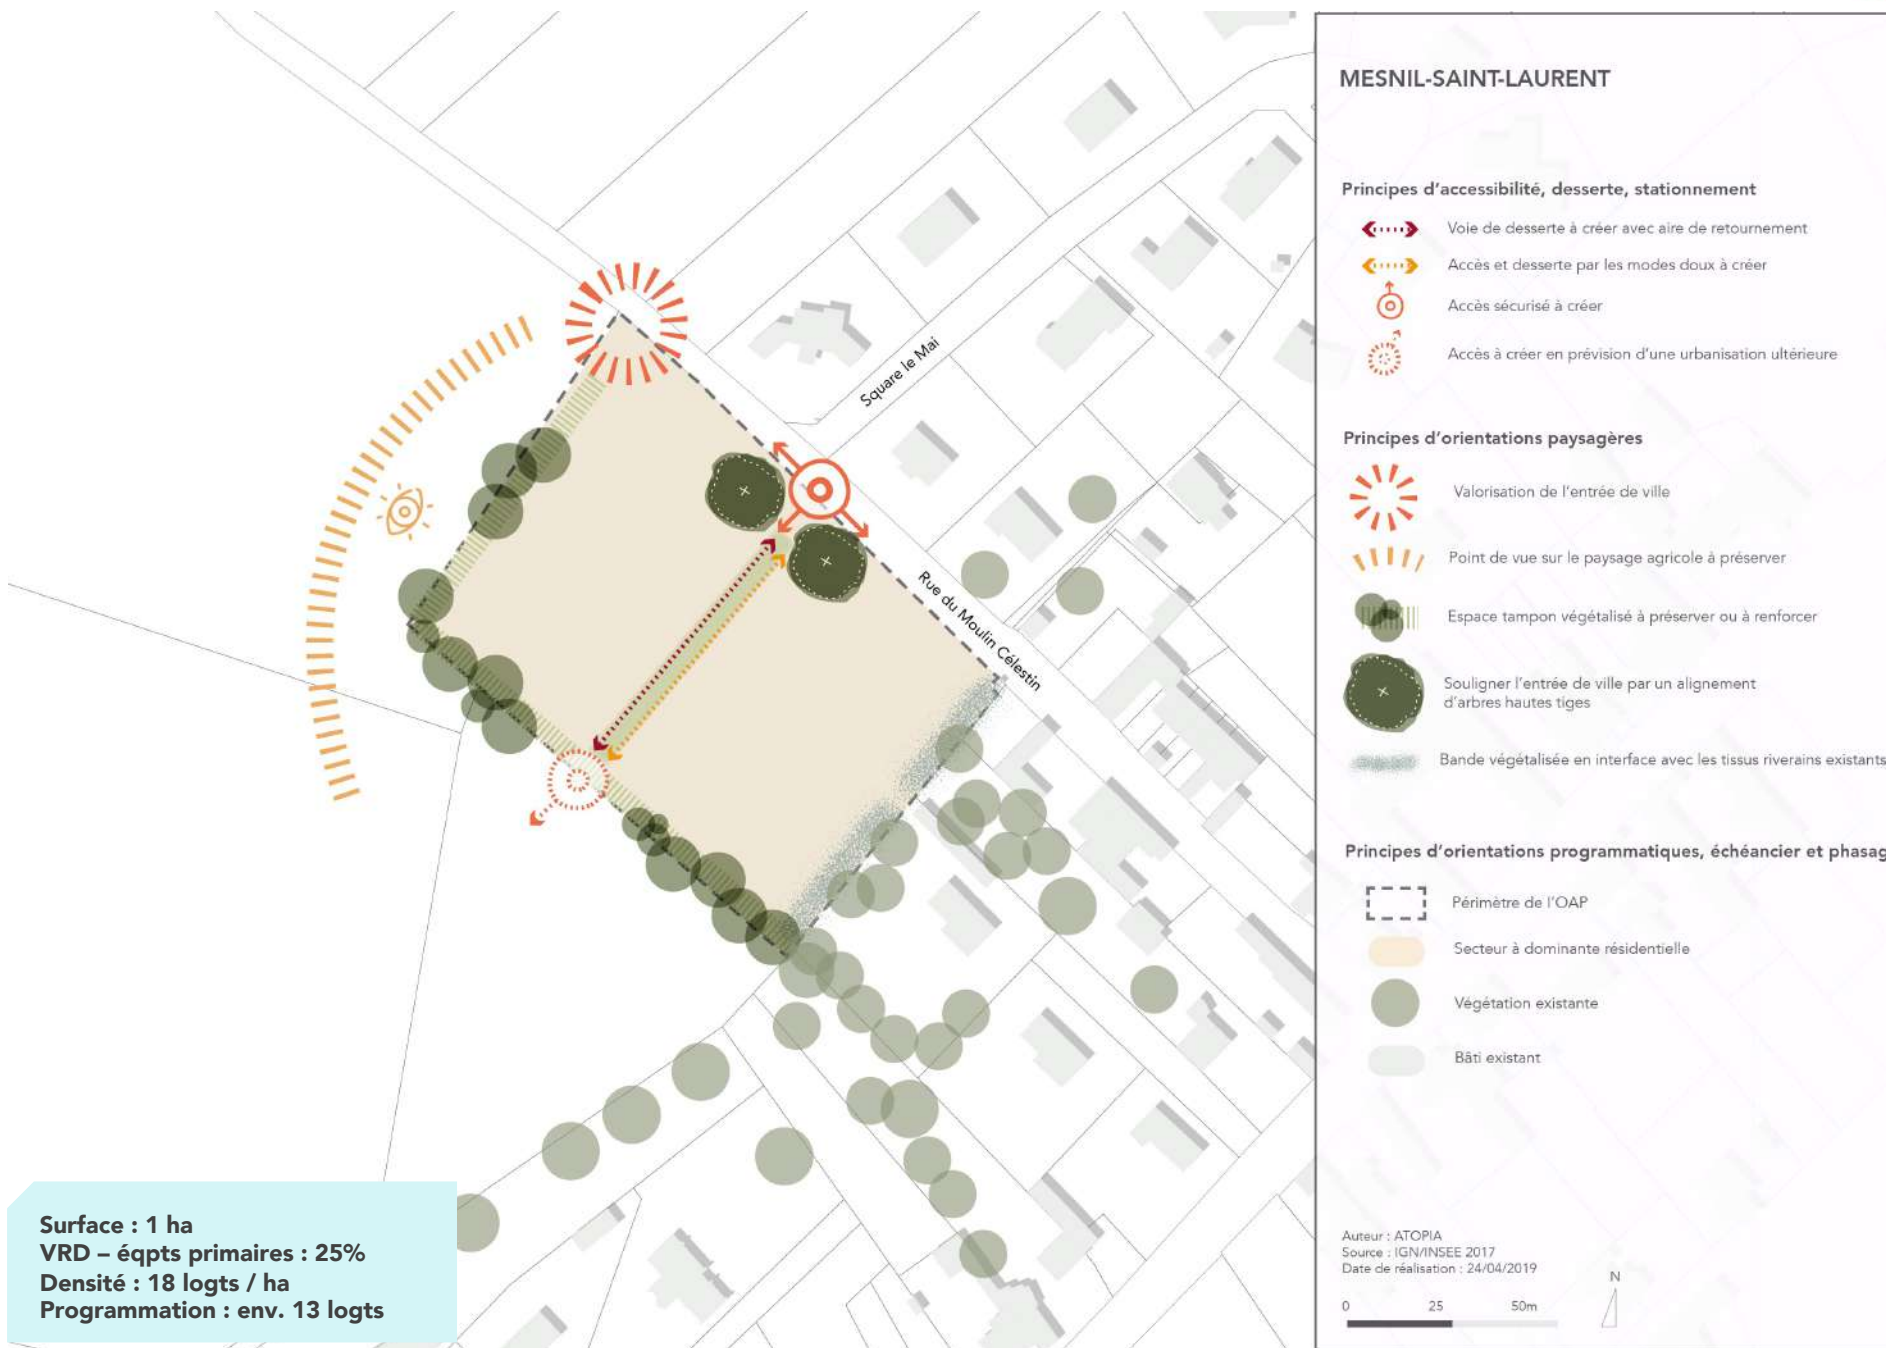 MESNIL-SAINT-LAURENT
Principes d'accessibilité, desserte, stationnement
Voie de desserte à créer avec aire de retournement
Accès et desserte par les modes doux à créer
Accès sécurisé à créer
Accès à créer en prévision d'une urbanisation ultérieure
Principes d'orientations paysagères
Valorisation de l'entrée de ville
Point de vue sur le paysage agricole à préserver
Espace tampon végétalisé à préserver ou à renforcer
Souligner l'entrée de ville par un alignement
d'arbres hautes tiges
Bande végétalisée en interface avec les tissus riverains existants
Principes d'orientations programmatiques, échéancier et phasag
Périmètre de l'OAP
Secteur à dominante résidentielle
Végétation existante
Bâti existant
Auteur : ATOPIA
Source : IGN/INSEE 2017
Date de réalisation : 24/04/2019
N
0 25 50m
Square le Mai
Rue du Moulin Célestin
Surface : 1 ha
VRD – éqpts primaires : 25%
Densité : 18 logts / ha
Programmation : env. 13 logts